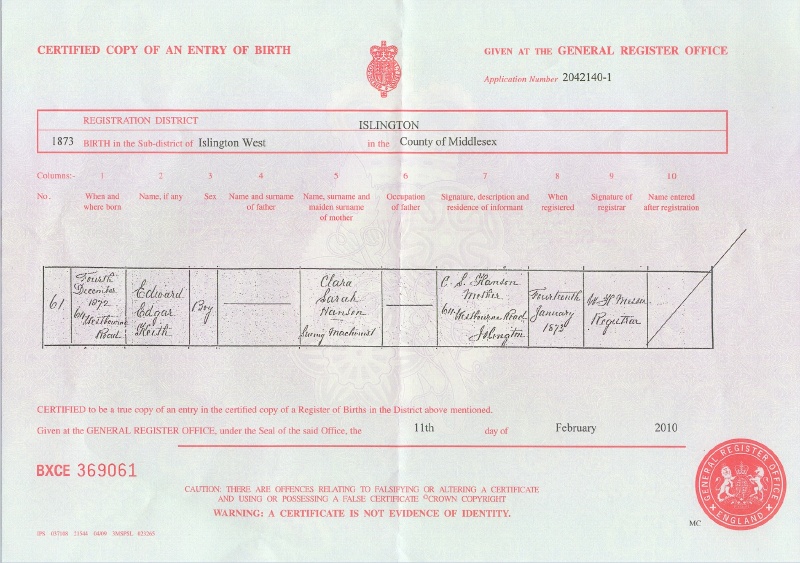 CERTIFIED COPY OF AN ENTRY OF BIRTH
GIVEN AT THE GENERAL REGISTER OFFICE
Application Number 2042140-1
REGISTRATION DISTRICT ISLINGTON
1873 BIRTH in the Sub-district of Islington West in the County of Middlesex
Columns:- 1 2 3 4 5 6 7 8 9 10
No. When and where born Name, if any Sex Name and surname of father Name, surname and maiden surname of mother Occupation of father Signature, description and residence of informant When registered Signature of registrar Name entered after registration
61
Fourth
December
1872
64 Westbourne
Road
Edward
Edgar
Keith
Boy
Clara
Sarah
Hanson
Machinist
C. S. Hanson
Mother
64 Westbourne Road
Islington
Fourteenth
January
1873
Registrar
CERTIFIED to be a true copy of an entry in the certified copy of a Register of Births in the District above mentioned.
Given at the GENERAL REGISTER OFFICE, under the Seal of the said Office, the 11th day of February 2010
BXCE 369061
CAUTION: THERE ARE OFFENCES RELATING TO FALSIFYING OR ALTERING A CERTIFICATE
AND USING OR POSSESSING A FALSE CERTIFICATE ©CROWN COPYRIGHT
WARNING: A CERTIFICATE IS NOT EVIDENCE OF IDENTITY.
GENERAL REGISTER OFFICE
ENGLAND
MC